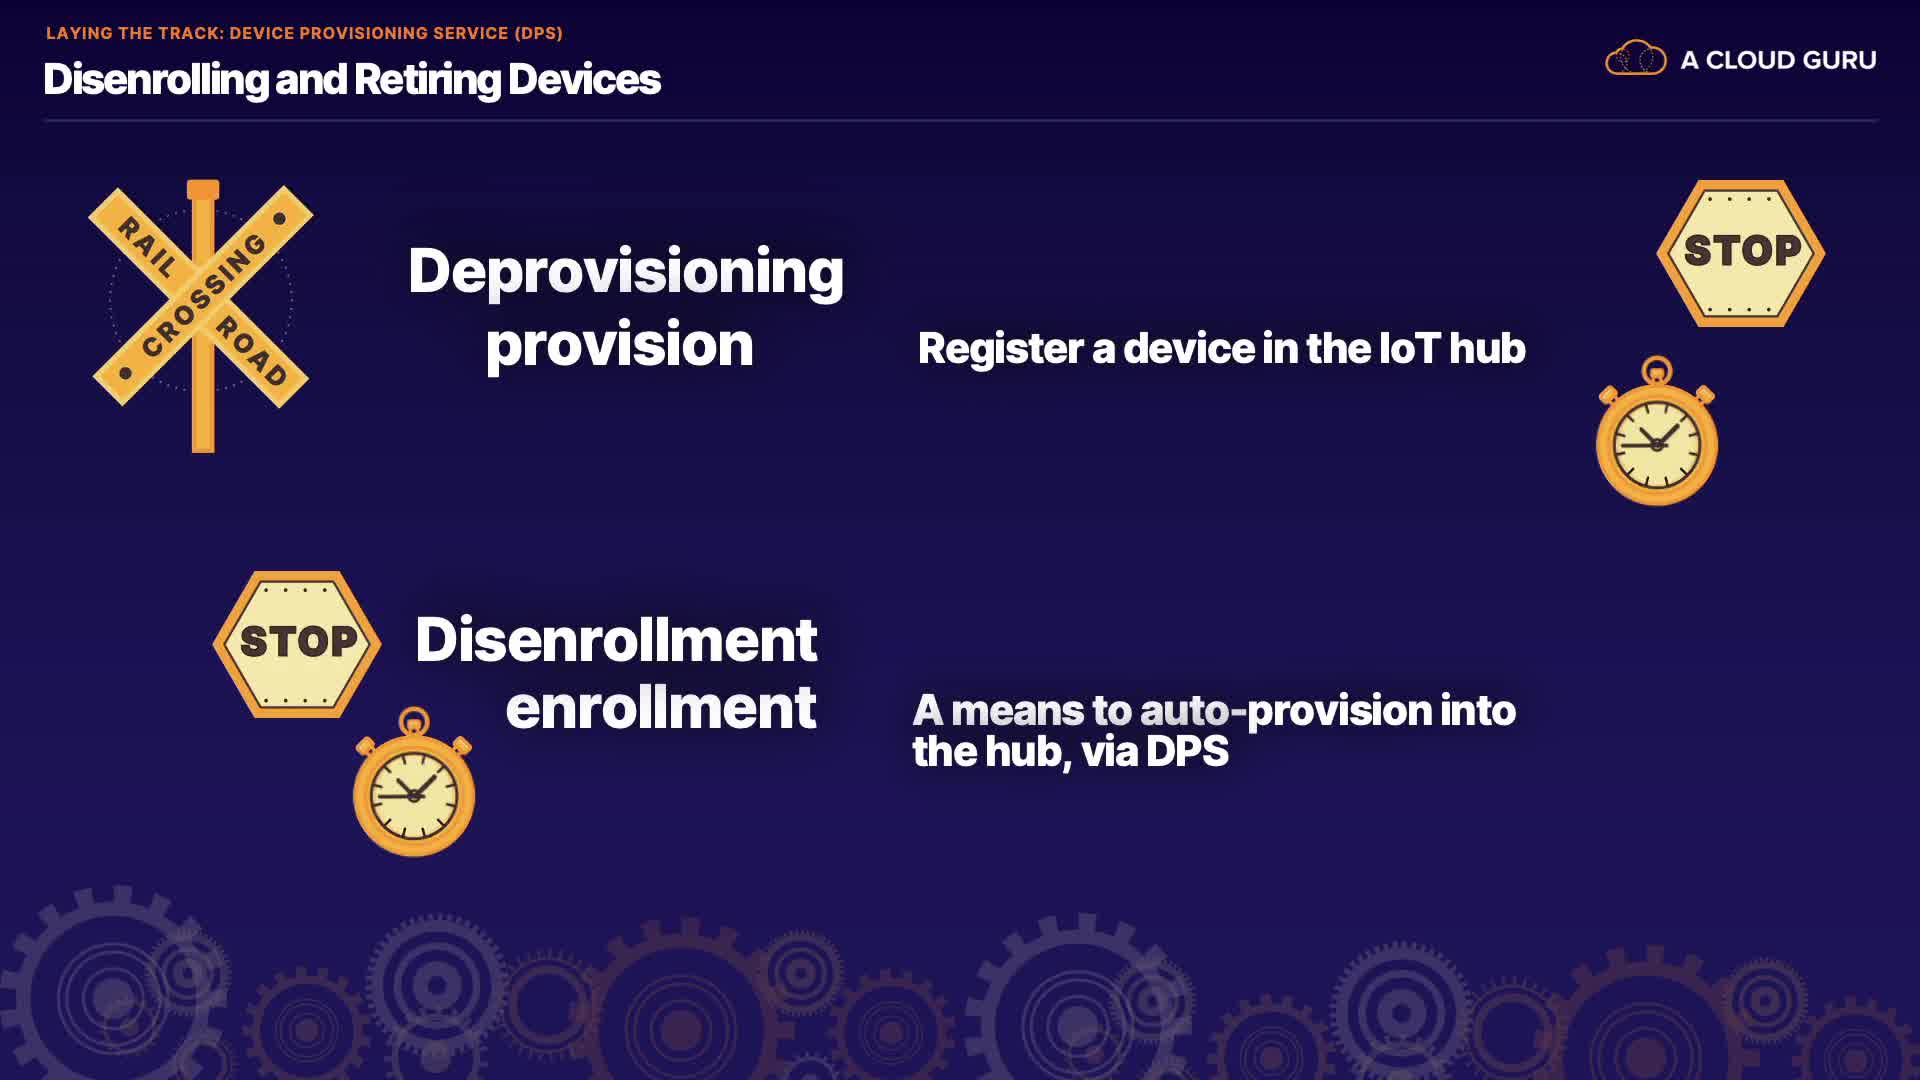 LAYING THE TRACK: DEVICE PROVISIONING SERVICE (DPS)
Disenrolling and Retiring Devices
A CLOUD GURU
RAIL ROAD
CROSSING
Deprovisioning
provision
Register a device in the IoT hub
STOP
STOP
Disenrollment
enrollment
A means to auto-provision into
the hub, via DPS